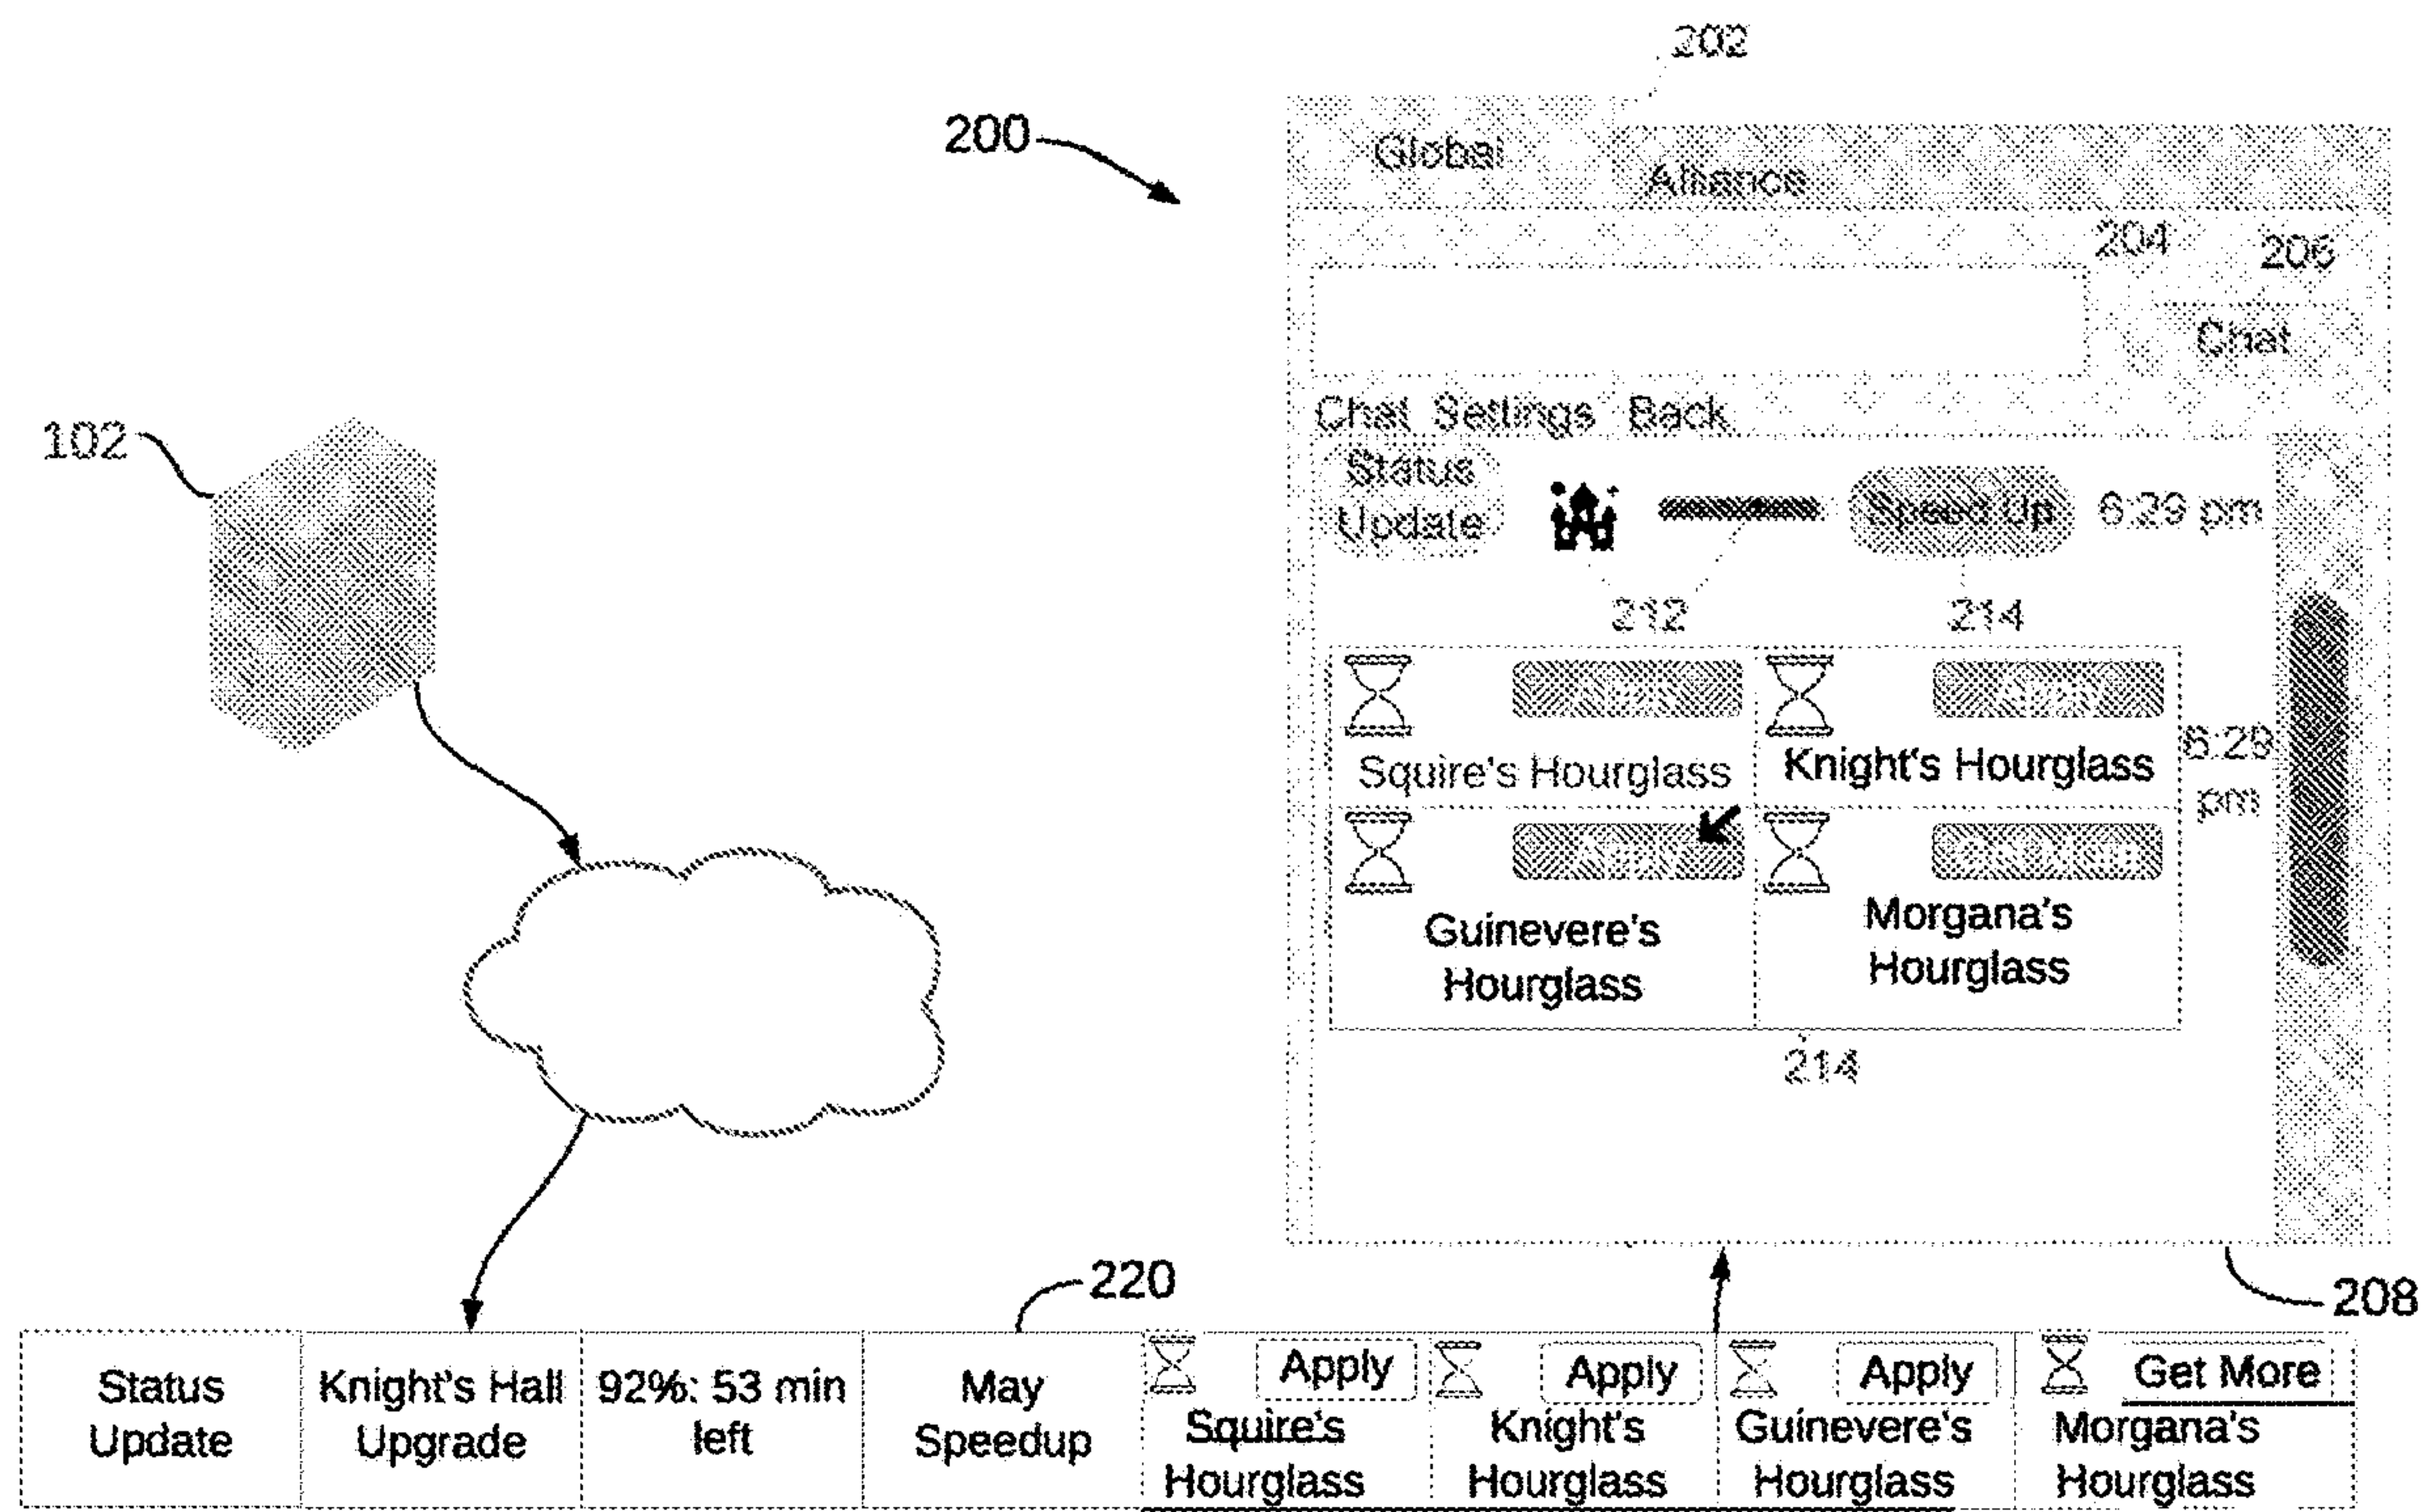 202
200
Global
Alliance
204
206
Chat
Chat Settings Back
102
Status
Update
Speed Up
6:29 pm
212
214
Apply
Squire's Hourglass
Knight's Hourglass
6:29
pm
Guinevere's
Hourglass
Morgana's
Hourglass
214
220
208
Status
Update
Knight's Hall
Upgrade
92%: 53 min
left
May
Speedup
Apply
Squire's
Hourglass
Apply
Knight's
Hourglass
Apply
Guinevere's
Hourglass
Get More
Morgana's
Hourglass